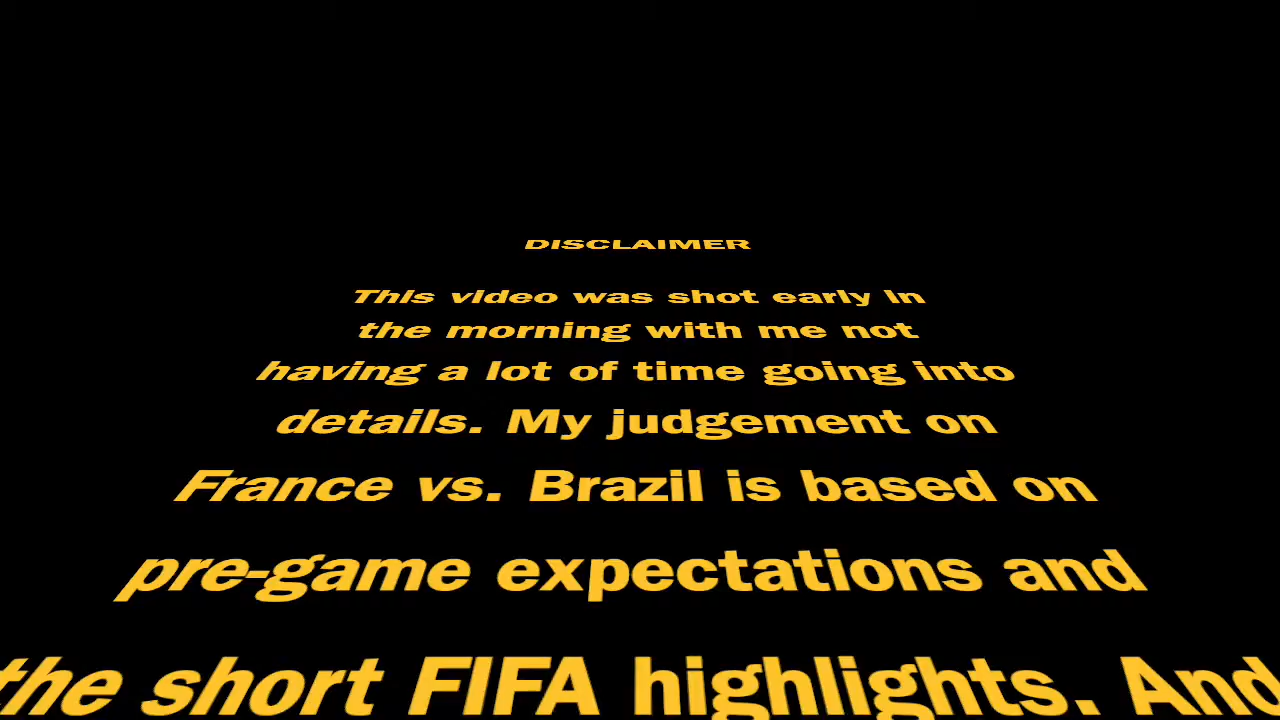 DISCLAIMER
This video was shot early in
the morning with me not
having a lot of time going into
details. My judgement on
France vs. Brazil is based on
pre-game expectations and
the short FIFA highlights. And